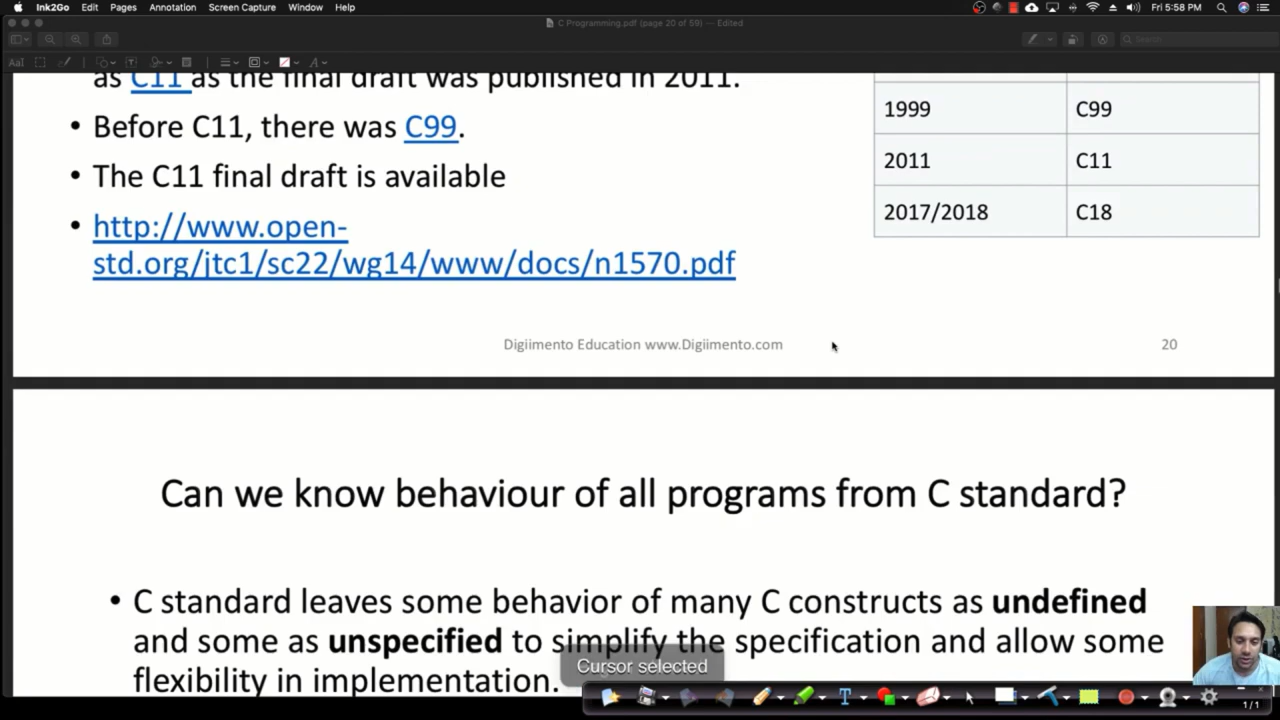 Ink2Go Edit Pages Annotation Screen Capture Window Help
Fri 5:58 PM
C Programming.pdf (page 20 of 59) — Edited
Search
as C11 as the final draft was published in 2011.
• Before C11, there was C99.
• The C11 final draft is available
• http://www.open-
std.org/jtc1/sc22/wg14/www/docs/n1570.pdf
1999 C99
2011 C11
2017/2018 C18
Digiimento Education www.Digiimento.com
20
Can we know behaviour of all programs from C standard?
• C standard leaves some behavior of many C constructs as undefined
and some as unspecified to simplify the specification and allow some
flexibility in implementation.
Cursor selected
1/1